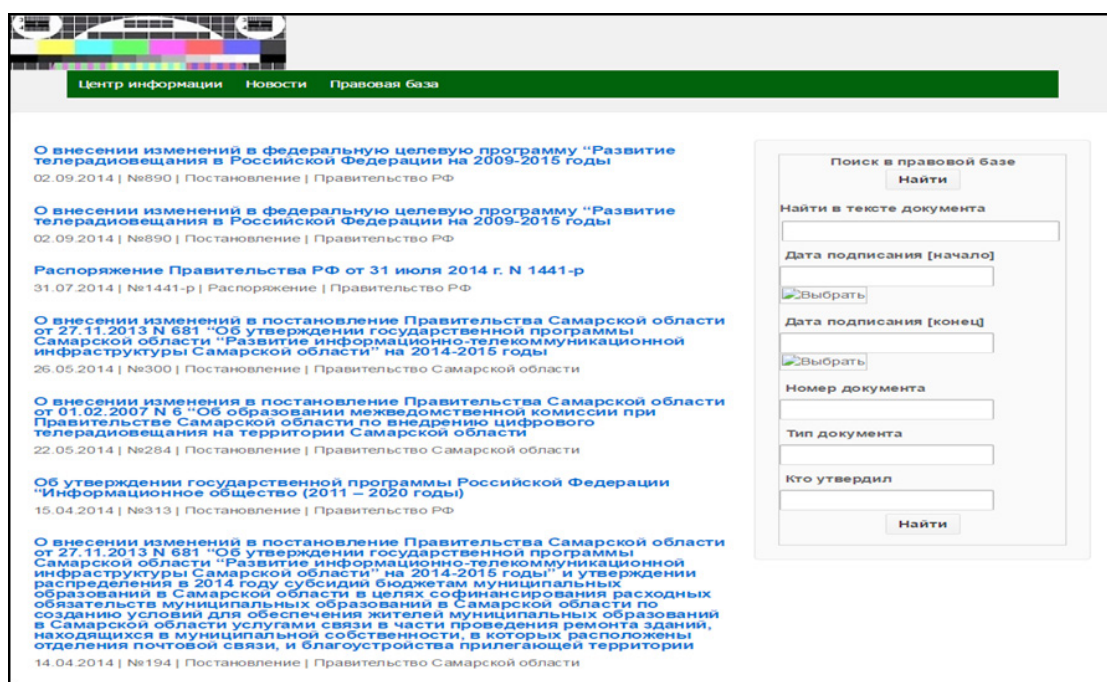 Центр информации Новости Правовая база
О внесении изменений в федеральную целевую программу “Развитие
телерадиовещания в Российской Федерации на 2009-2015 годы
02.09.2014 | №890 | Постановление | Правительство РФ
О внесении изменений в федеральную целевую программу “Развитие
телерадиовещания в Российской Федерации на 2009-2015 годы
02.09.2014 | №890 | Постановление | Правительство РФ
Распоряжение Правительства РФ от 31 июля 2014 г. N 1441-р
31.07.2014 | №1441-р | Распоряжение | Правительство РФ
О внесении изменений в постановление Правительства Самарской области
от 27.11.2013 N 681 “Об утверждении государственной программы
Самарской области “Развитие информационно-телекоммуникационной
инфраструктуры Самарской области” на 2014-2015 годы
26.05.2014 | №300 | Постановление | Правительство Самарской области
О внесении изменения в постановление Правительства Самарской области
от 01.02.2007 N 6 “Об образовании межведомственной комиссии при
Правительстве Самарской области по внедрению цифрового
телерадиовещания на территории Самарской области
22.05.2014 | №284 | Постановление | Правительство Самарской области
Об утверждении государственной программы Российской Федерации
“Информационное общество (2011 – 2020 годы)
15.04.2014 | №313 | Постановление | Правительство РФ
О внесении изменений в постановление Правительства Самарской области
от 27.11.2013 N 681 “Об утверждении государственной программы
Самарской области “Развитие информационно-телекоммуникационной
инфраструктуры Самарской области” на 2014-2015 годы” и утверждении
распределения в 2014 году субсидий бюджетам муниципальных
образований в Самарской области в целях софинансирования расходных
обязательств муниципальных образований в Самарской области по
созданию условий для обеспечения жителей муниципальных образований
в Самарской области услугами связи в части проведения ремонта зданий,
находящихся в муниципальной собственности, в которых расположены
отделения почтовой связи, и благоустройства прилегающей территории
14.04.2014 | №194 | Постановление | Правительство Самарской области
Поиск в правовой базе
Найти
Найти в тексте документа
Дата подписания [начало]
Выбрать
Дата подписания [конец]
Выбрать
Номер документа
Тип документа
Кто утвердил
Найти